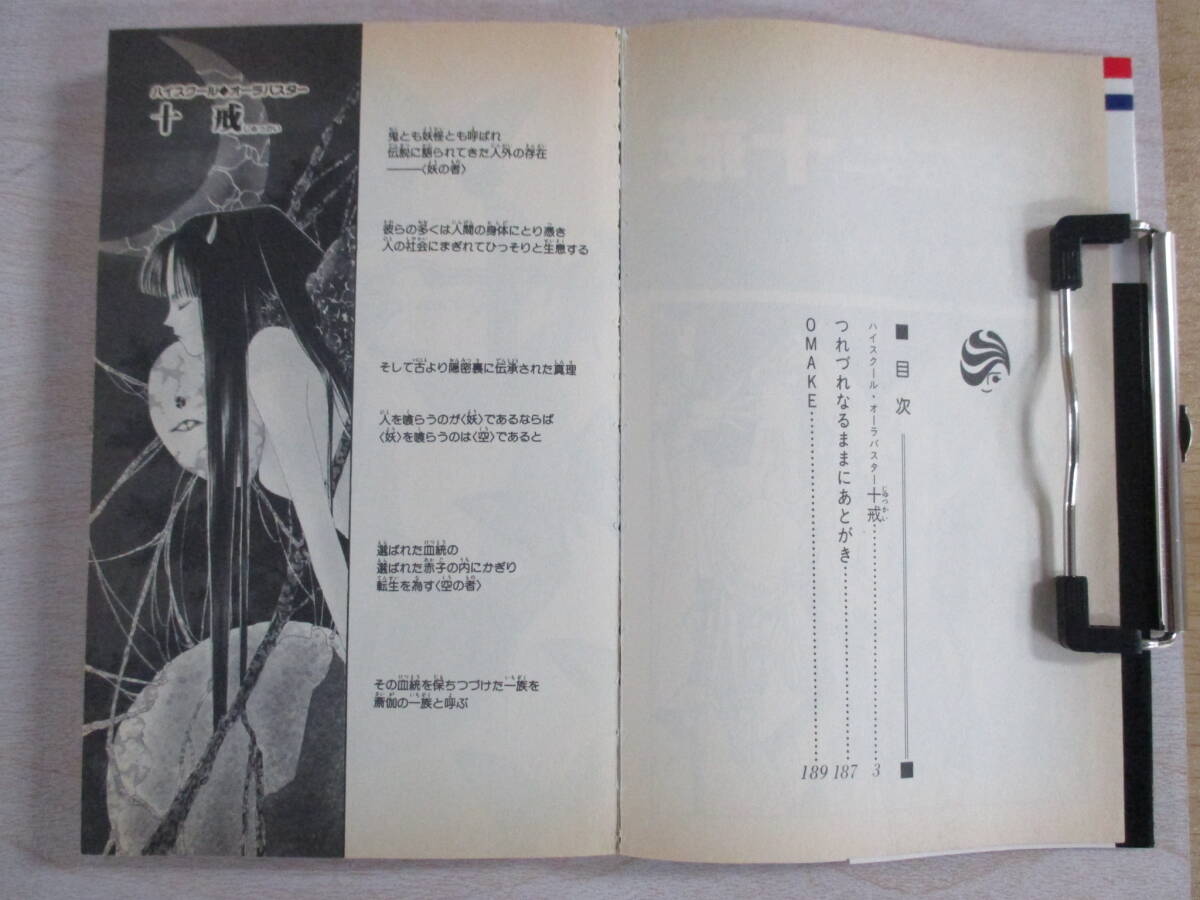 ハイスクール◆オーラバスター
十戒
じゅっかい
鬼とも妖怪とも呼ばれ
伝説に語られてきた人外の存在
――〈妖の者〉
彼らの多くは人間の身体にとり憑き
人の社会にまぎれてひっそりと生息する
そして古より隠密裏に伝承された真理
人を喰らうのが〈妖〉であるならば
〈妖〉を喰らうのは〈空〉であると
選ばれた血統の
選ばれた赤子の内にかぎり
転生を為す〈空の者〉
その血統を保ちつづけた一族を
斎伽の一族と呼ぶ
■目次
ハイスクール・オーラバスター十戒……3
つれづれなるままにあとがき……187
OMAKE……189